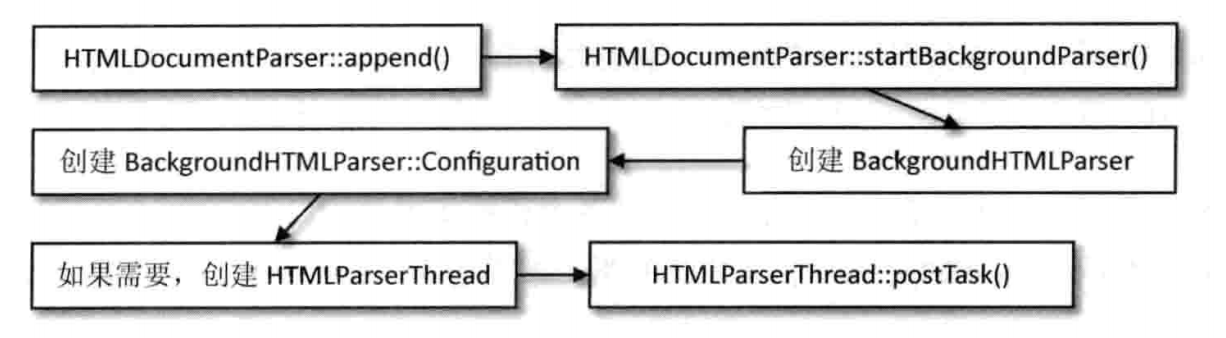 HTMLDocumentParser::append()
HTMLDocumentParser::startBackgroundParser()
创建 BackgroundHTMLParser
创建 BackgroundHTMLParser::Configuration
如果需要，创建 HTMLParserThread
HTMLParserThread::postTask()